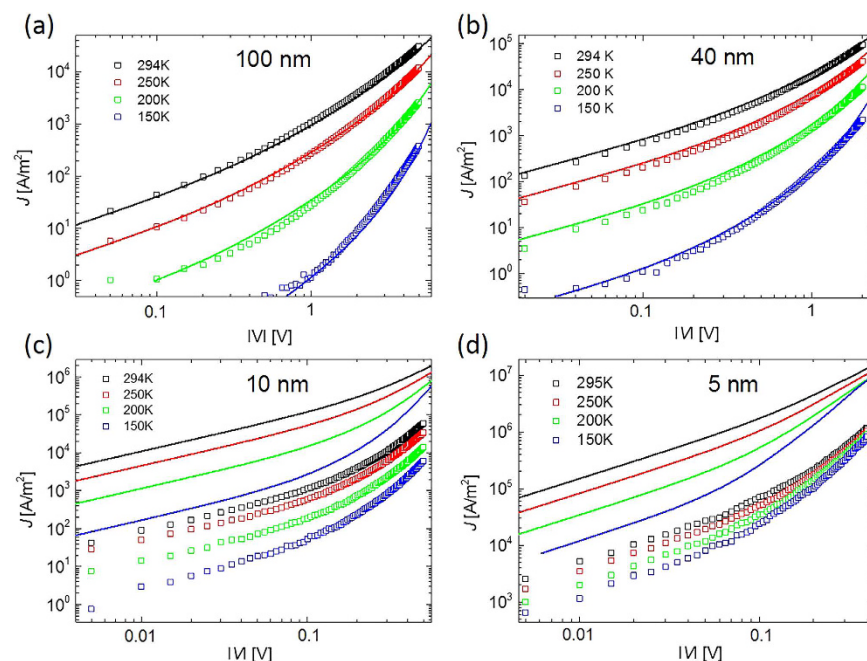 (a)
100 nm
294K
250K
200K
150K
10⁴
10³
10²
10¹
10⁰
J [A/m²]
0.1
1
|V| [V]
(b)
40 nm
294 K
250 K
200 K
150 K
10⁵
10⁴
10³
10²
10¹
10⁰
J [A/m²]
0.1
1
|V| [V]
(c)
10 nm
294K
250K
200K
150K
10⁶
10⁵
10⁴
10³
10²
10¹
10⁰
J [A/m²]
0.01
0.1
|V| [V]
(d)
5 nm
295K
250K
200K
150K
10⁷
10⁶
10⁵
10⁴
10³
J [A/m²]
0.01
0.1
|V| [V]